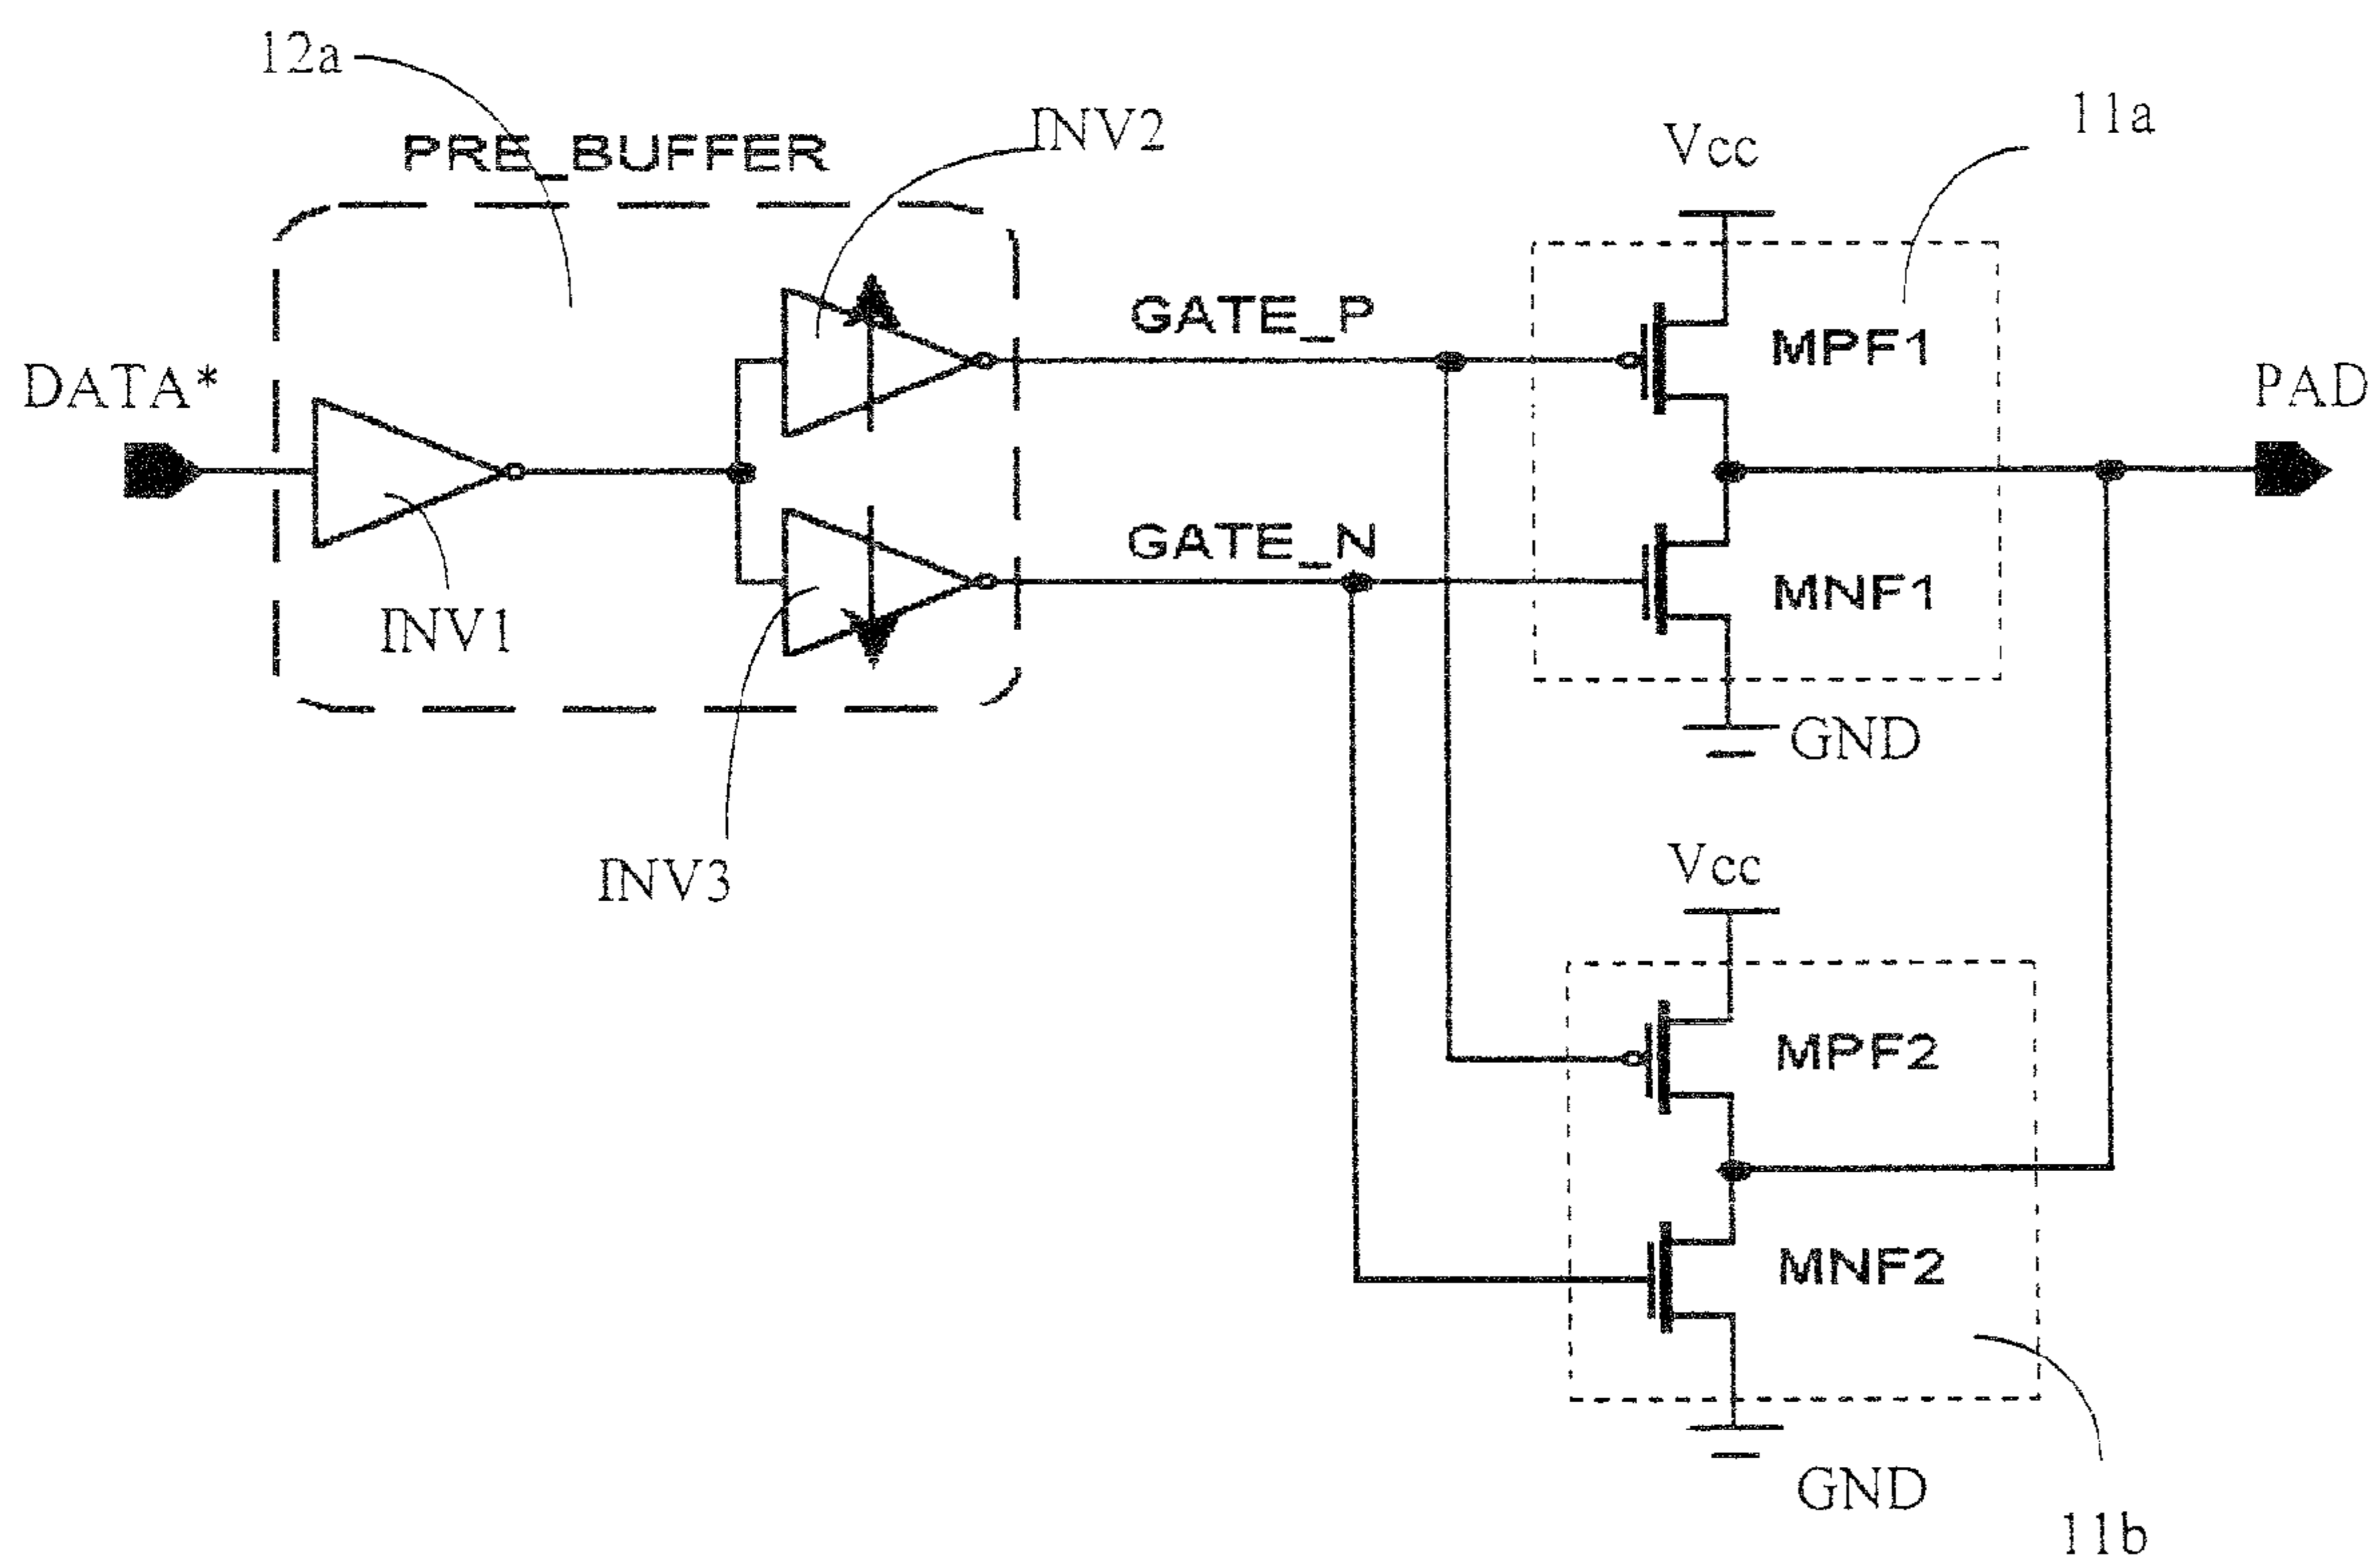 12a
PRE_BUFFER
INV2
Vcc
11a
DATA*
GATE_P
MPF1
PAD
INV1
GATE_N
MNF1
GND
INV3
Vcc
MPF2
MNF2
GND
11b